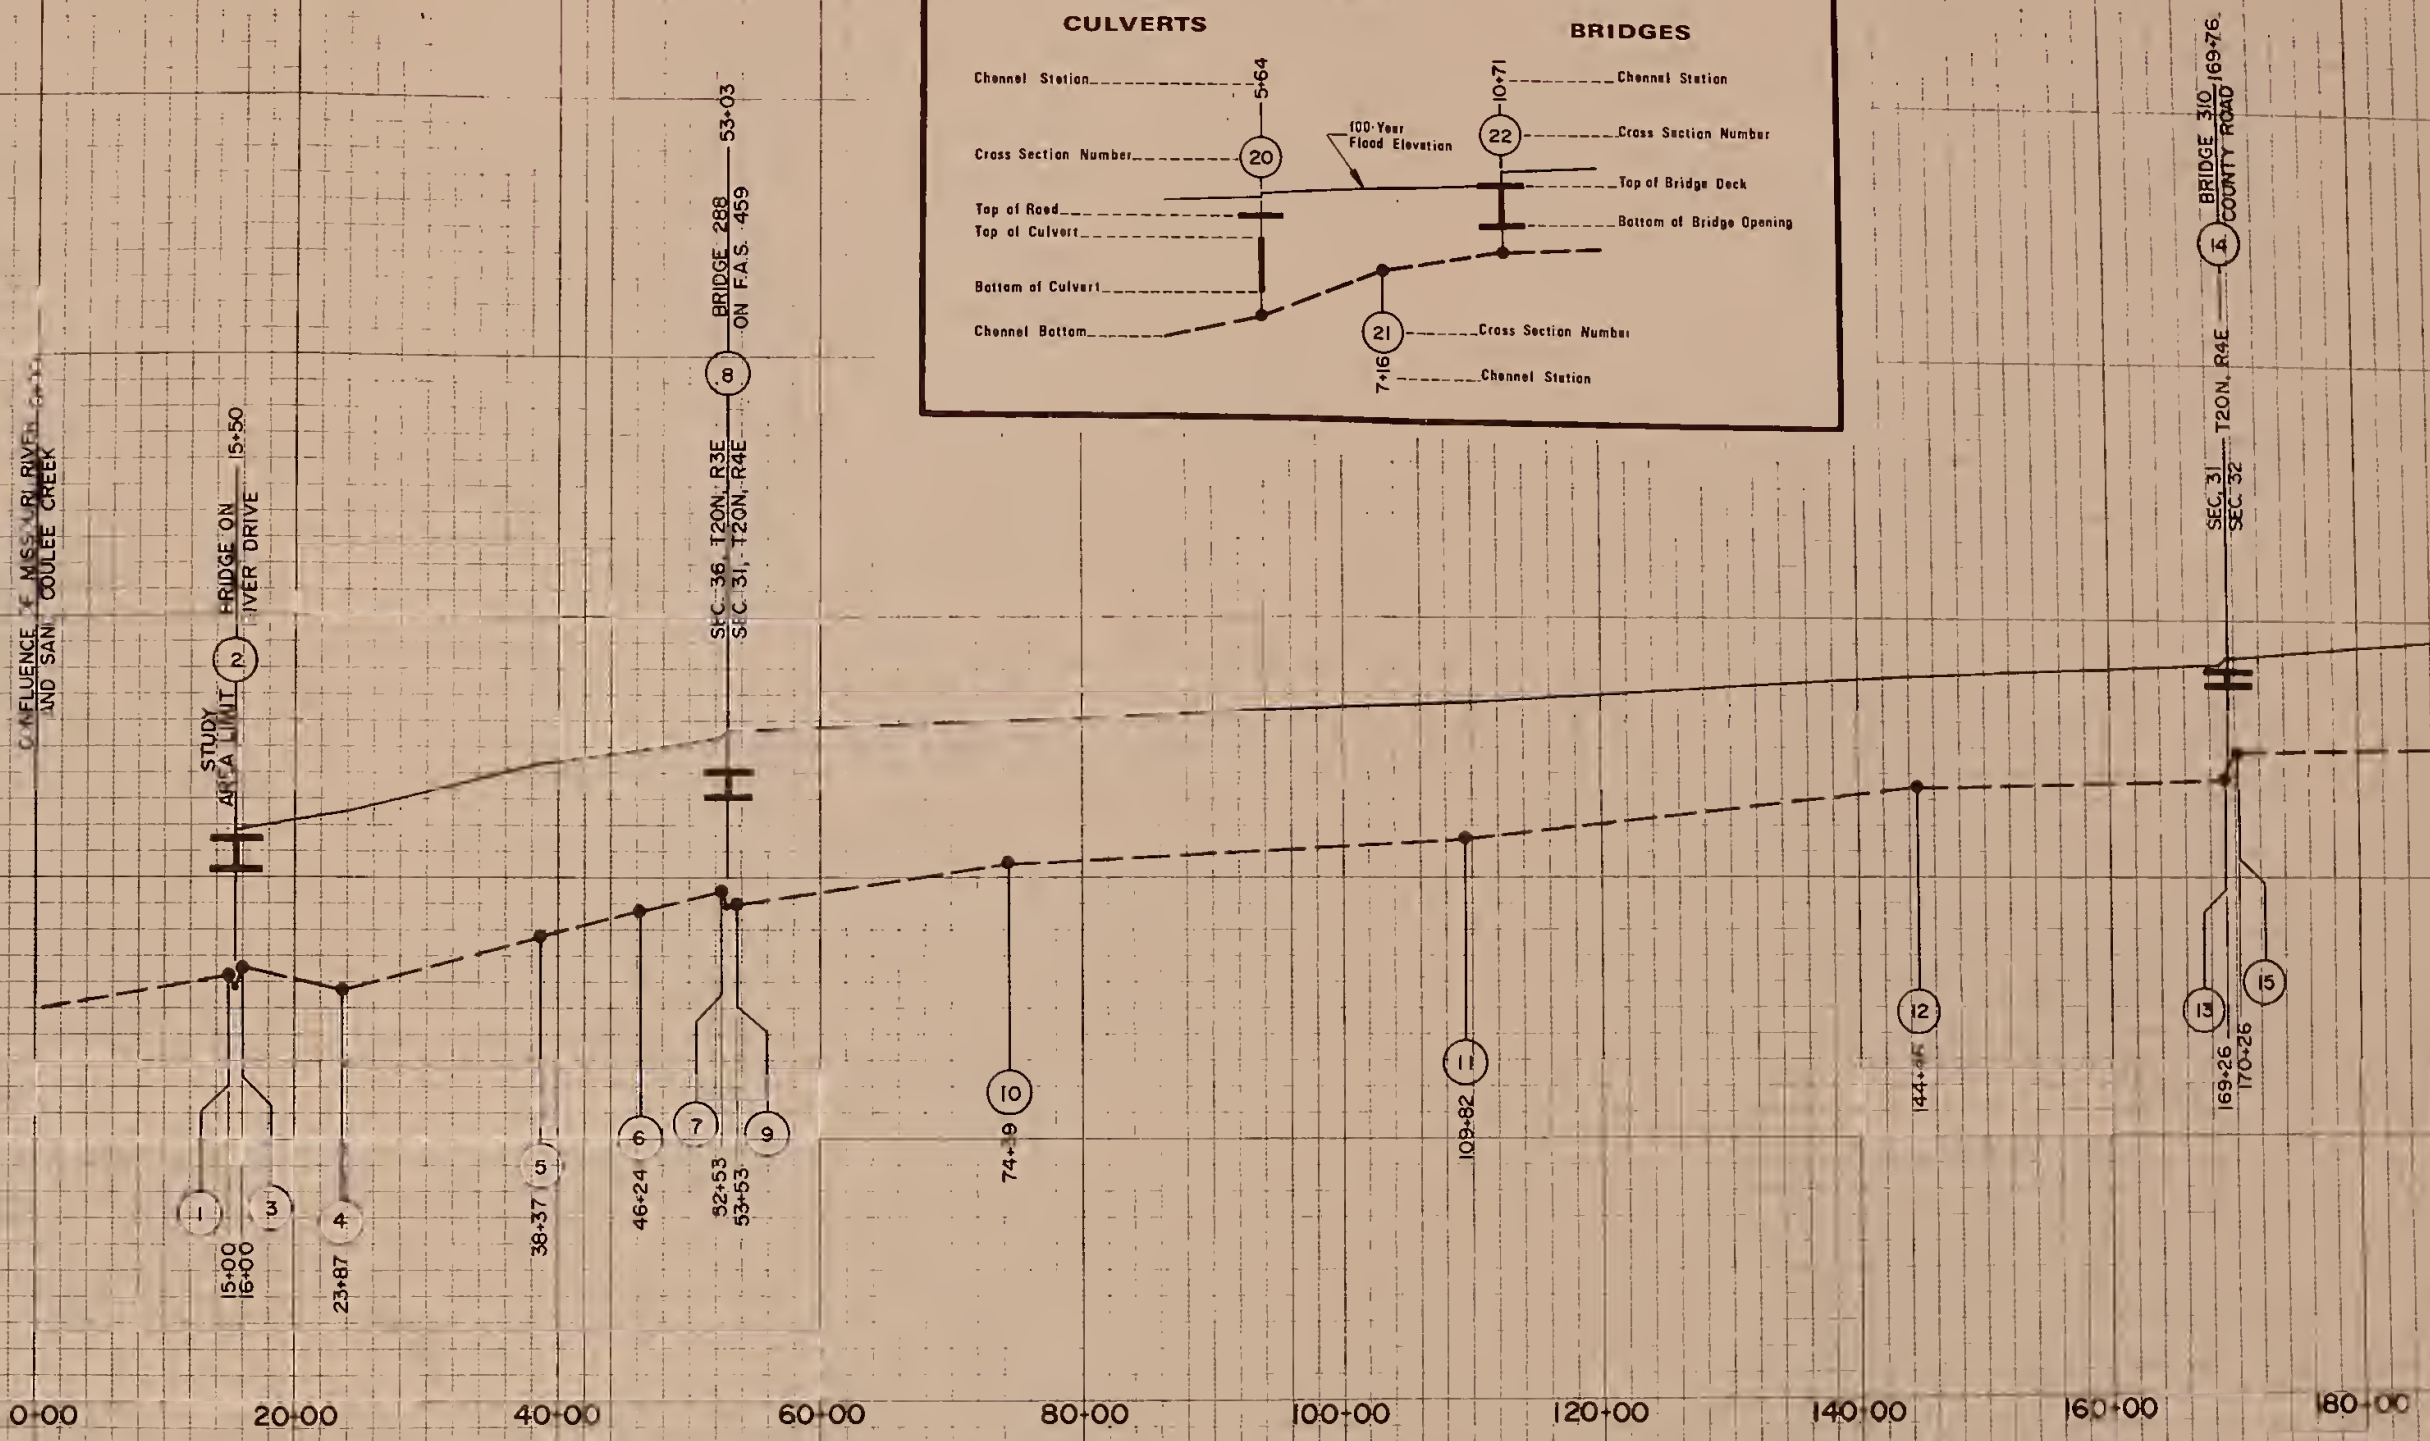 CULVERTS
Channel Station
5+64
Cross Section Number
20
Top of Road
Top of Culvert
Bottom of Culvert
Channel Bottom
100-Year
Flood Elevation
21
Cross Section Number
7+16
Channel Station
BRIDGES
10+71
Channel Station
22
Cross Section Number
Top of Bridge Deck
Bottom of Bridge Opening
CONFLUENCE OF MISSOURI RIVER
AND SAND COULEE CREEK
STUDY
AREA LIMIT
2
BRIDGE ON
RIVER DRIVE
15+50
SEC. 36, T20N, R3E
SEC. 31, T20N, R4E
8
BRIDGE 288
ON F.A.S. 459
53+03
SEC. 31
SEC. 32
T20N, R4E
14
BRIDGE 310
COUNTY ROAD
169+76
1
15+00
3
16+00
4
23+87
5
38+37
6
46+24
7
52+53
9
53+53
10
74+39
11
109+82
12
13
169+26
15
170+26
0+00
20+00
40+00
60+00
80+00
100+00
120+00
140+00
160+00
180+00